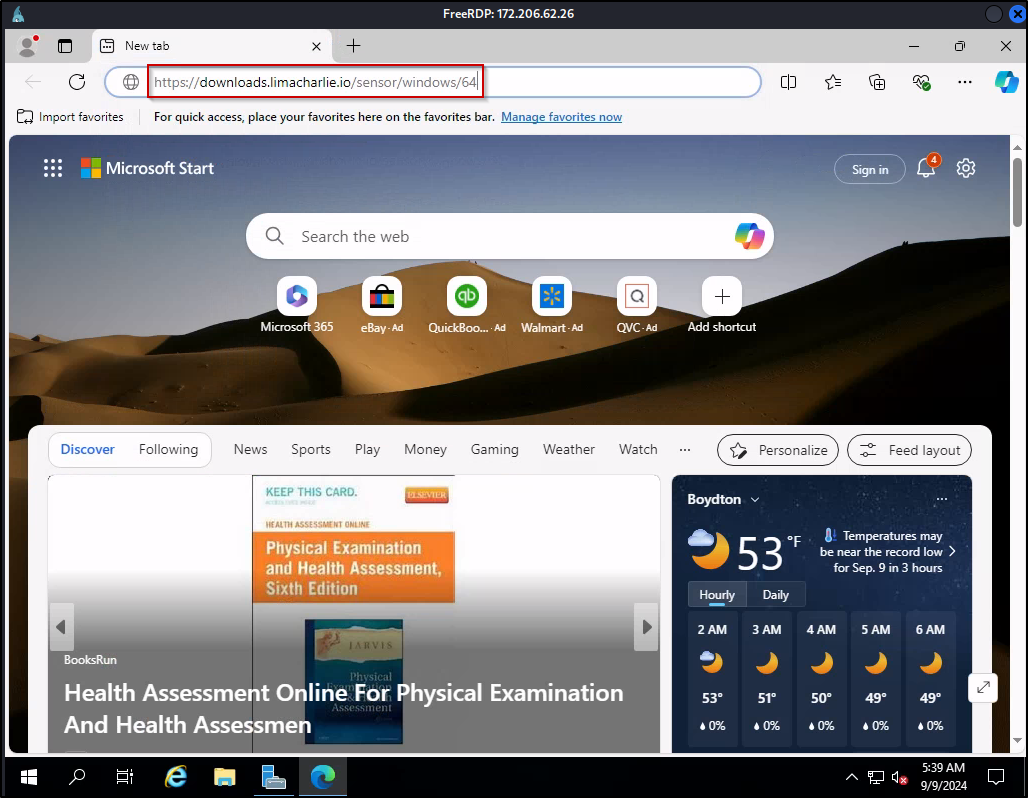 FreeRDP: 172.206.62.26
New tab
https://downloads.limacharlie.io/sensor/windows/64
Import favorites
For quick access, place your favorites here on the favorites bar. Manage favorites now
Microsoft Start
Sign in
4
Search the web
Microsoft 365
eBay · Ad
QuickBoo... · Ad
Walmart · Ad
QVC · Ad
Add shortcut
qb
Discover
Following
News
Sports
Play
Money
Gaming
Weather
Watch
...
Personalize
Feed layout
KEEP THIS CARD.
ELSEVIER
HEALTH ASSESSMENT ONLINE
Physical Examination
and Health Assessment,
Sixth Edition
JARVIS
Physical
Examination
& Health
Assessment
BooksRun
Health Assessment Online For Physical Examination
And Health Assessmen
Boydton
53 °F
Temperatures may
be near the record low
for Sep. 9 in 3 hours
Hourly
Daily
2 AM 3 AM 4 AM 5 AM 6 AM
53° 51° 50° 49° 49°
0% 0% 0% 0% 0%
5:39 AM
9/9/2024